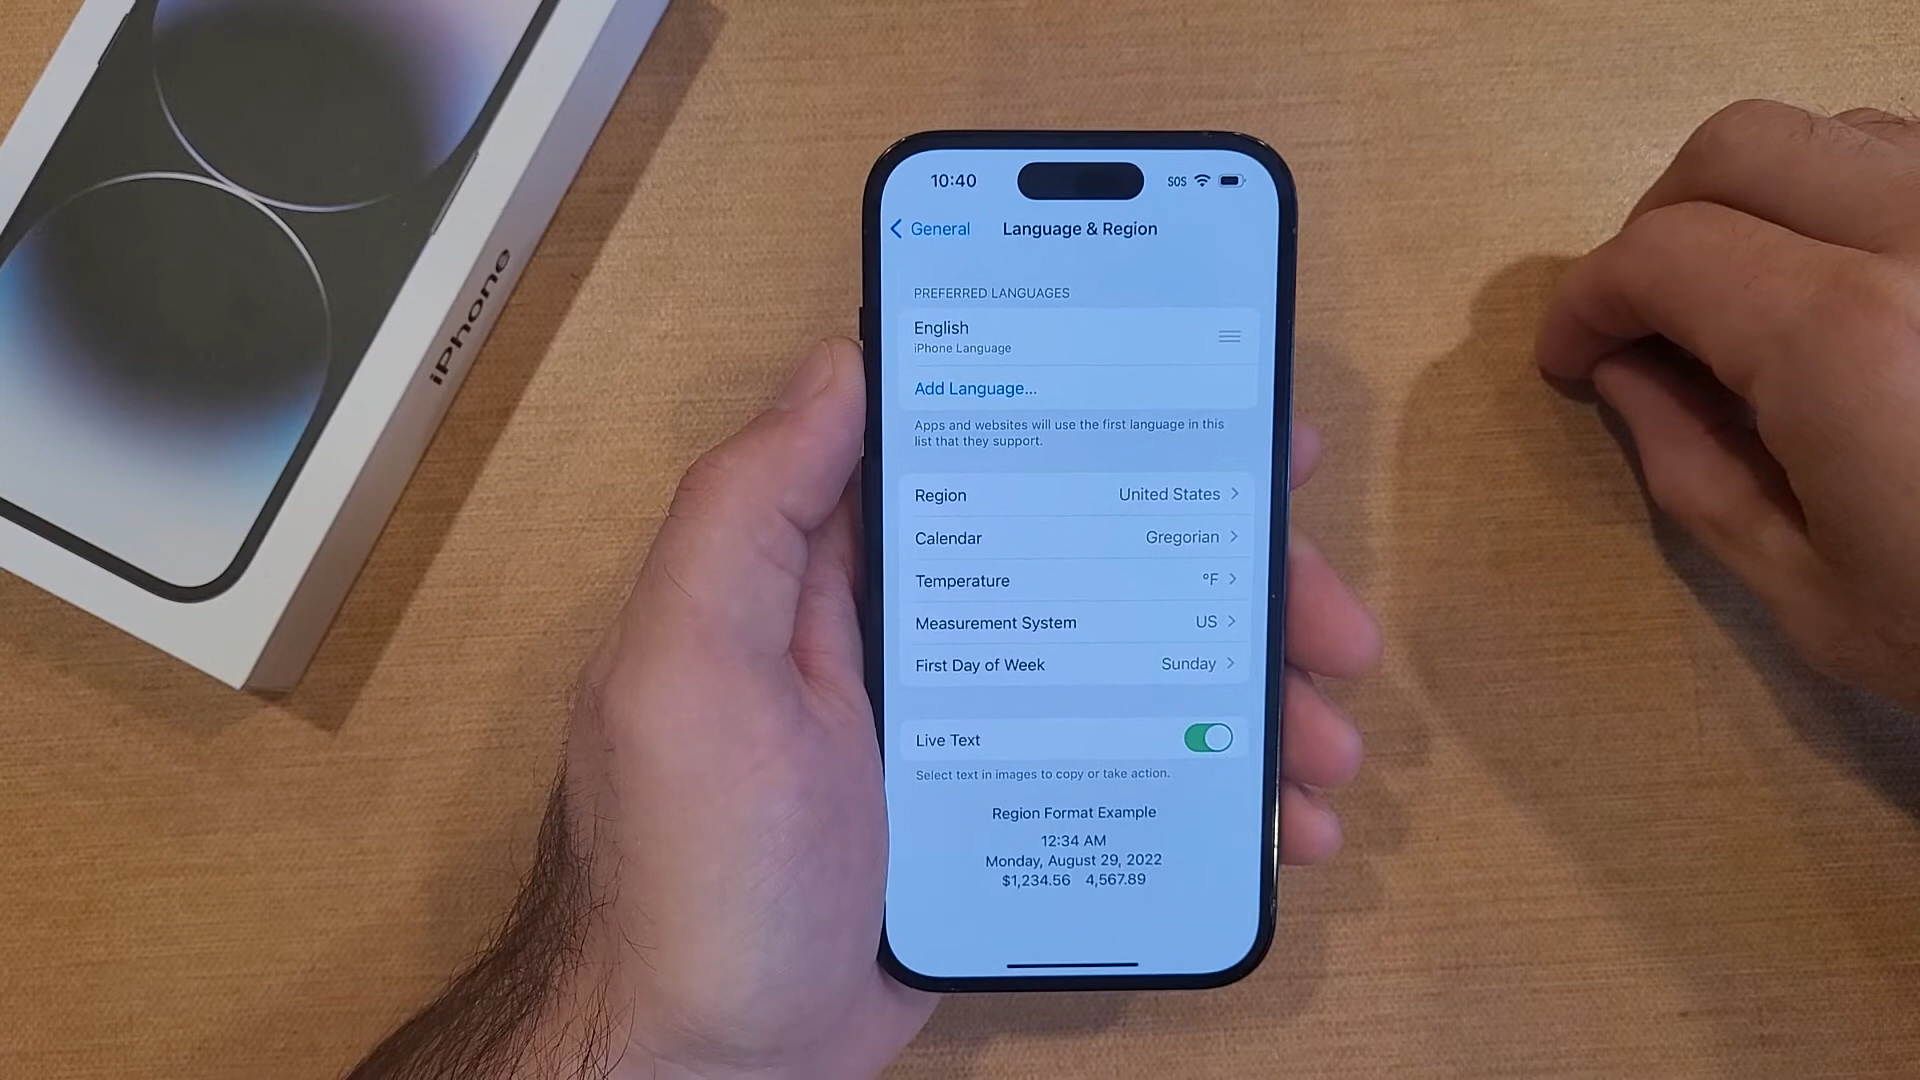 iPhone
10:40
SOS
General
Language & Region
PREFERRED LANGUAGES
English
iPhone Language
Add Language...
Apps and websites will use the first language in this
list that they support.
Region United States
Calendar Gregorian
Temperature °F
Measurement System US
First Day of Week Sunday
Live Text
Select text in images to copy or take action.
Region Format Example
12:34 AM
Monday, August 29, 2022
$1,234.56 4,567.89